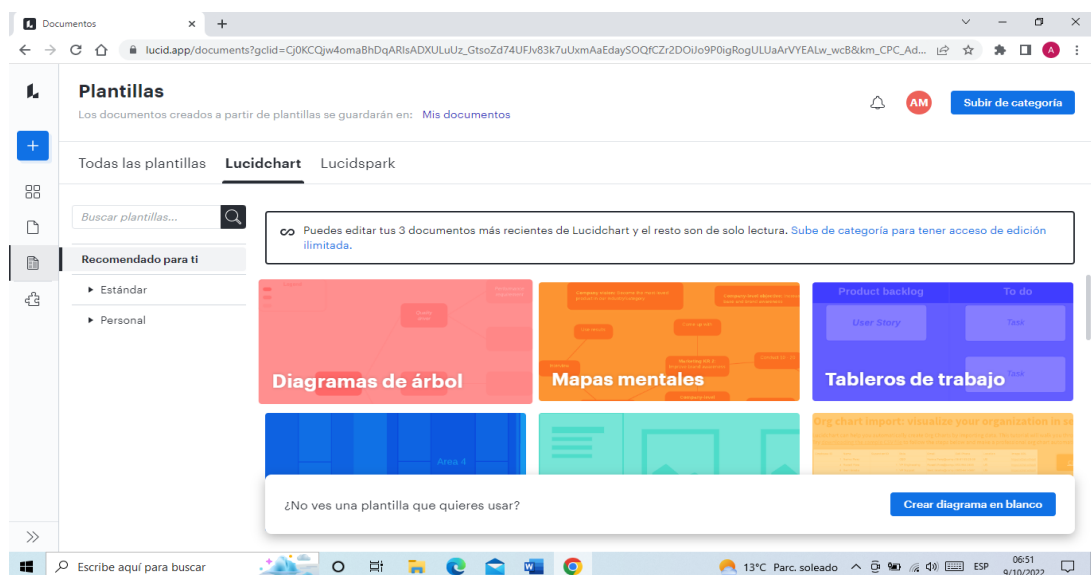 Documentos
lucid.app/documents?gclid=Cj0KCQjw4omaBhDqARIsADXULuUz_GtsoZd74UFJv83k7uUxmAaEdaySOQfCZr2DOiJo9P0igRogULUaArVYEALw_wcB&km_CPC_Ad...
A
Plantillas
Los documentos creados a partir de plantillas se guardarán en: Mis documentos
AM
Subir de categoría
Todas las plantillas Lucidchart Lucidspark
Buscar plantillas...
Puedes editar tus 3 documentos más recientes de Lucidchart y el resto son de solo lectura. Sube de categoría para tener acceso de edición
ilimitada.
Recomendado para ti
Estándar
Personal
Diagramas de árbol
Mapas mentales
Product backlog
To do
User Story
Task
Task
Tableros de trabajo
Area 4
Org chart import: visualize your organization in se
¿No ves una plantilla que quieres usar?
Crear diagrama en blanco
Escribe aquí para buscar
13°C Parc. soleado
ESP
06:51
9/10/2022